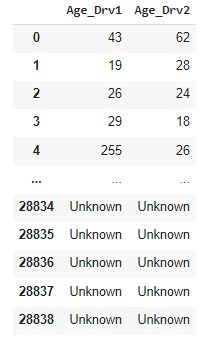 Age_Drv1 Age_Drv2
0 43 62
1 19 28
2 26 24
3 29 18
4 255 26
... ... ...
28834 Unknown Unknown
28835 Unknown Unknown
28836 Unknown Unknown
28837 Unknown Unknown
28838 Unknown Unknown